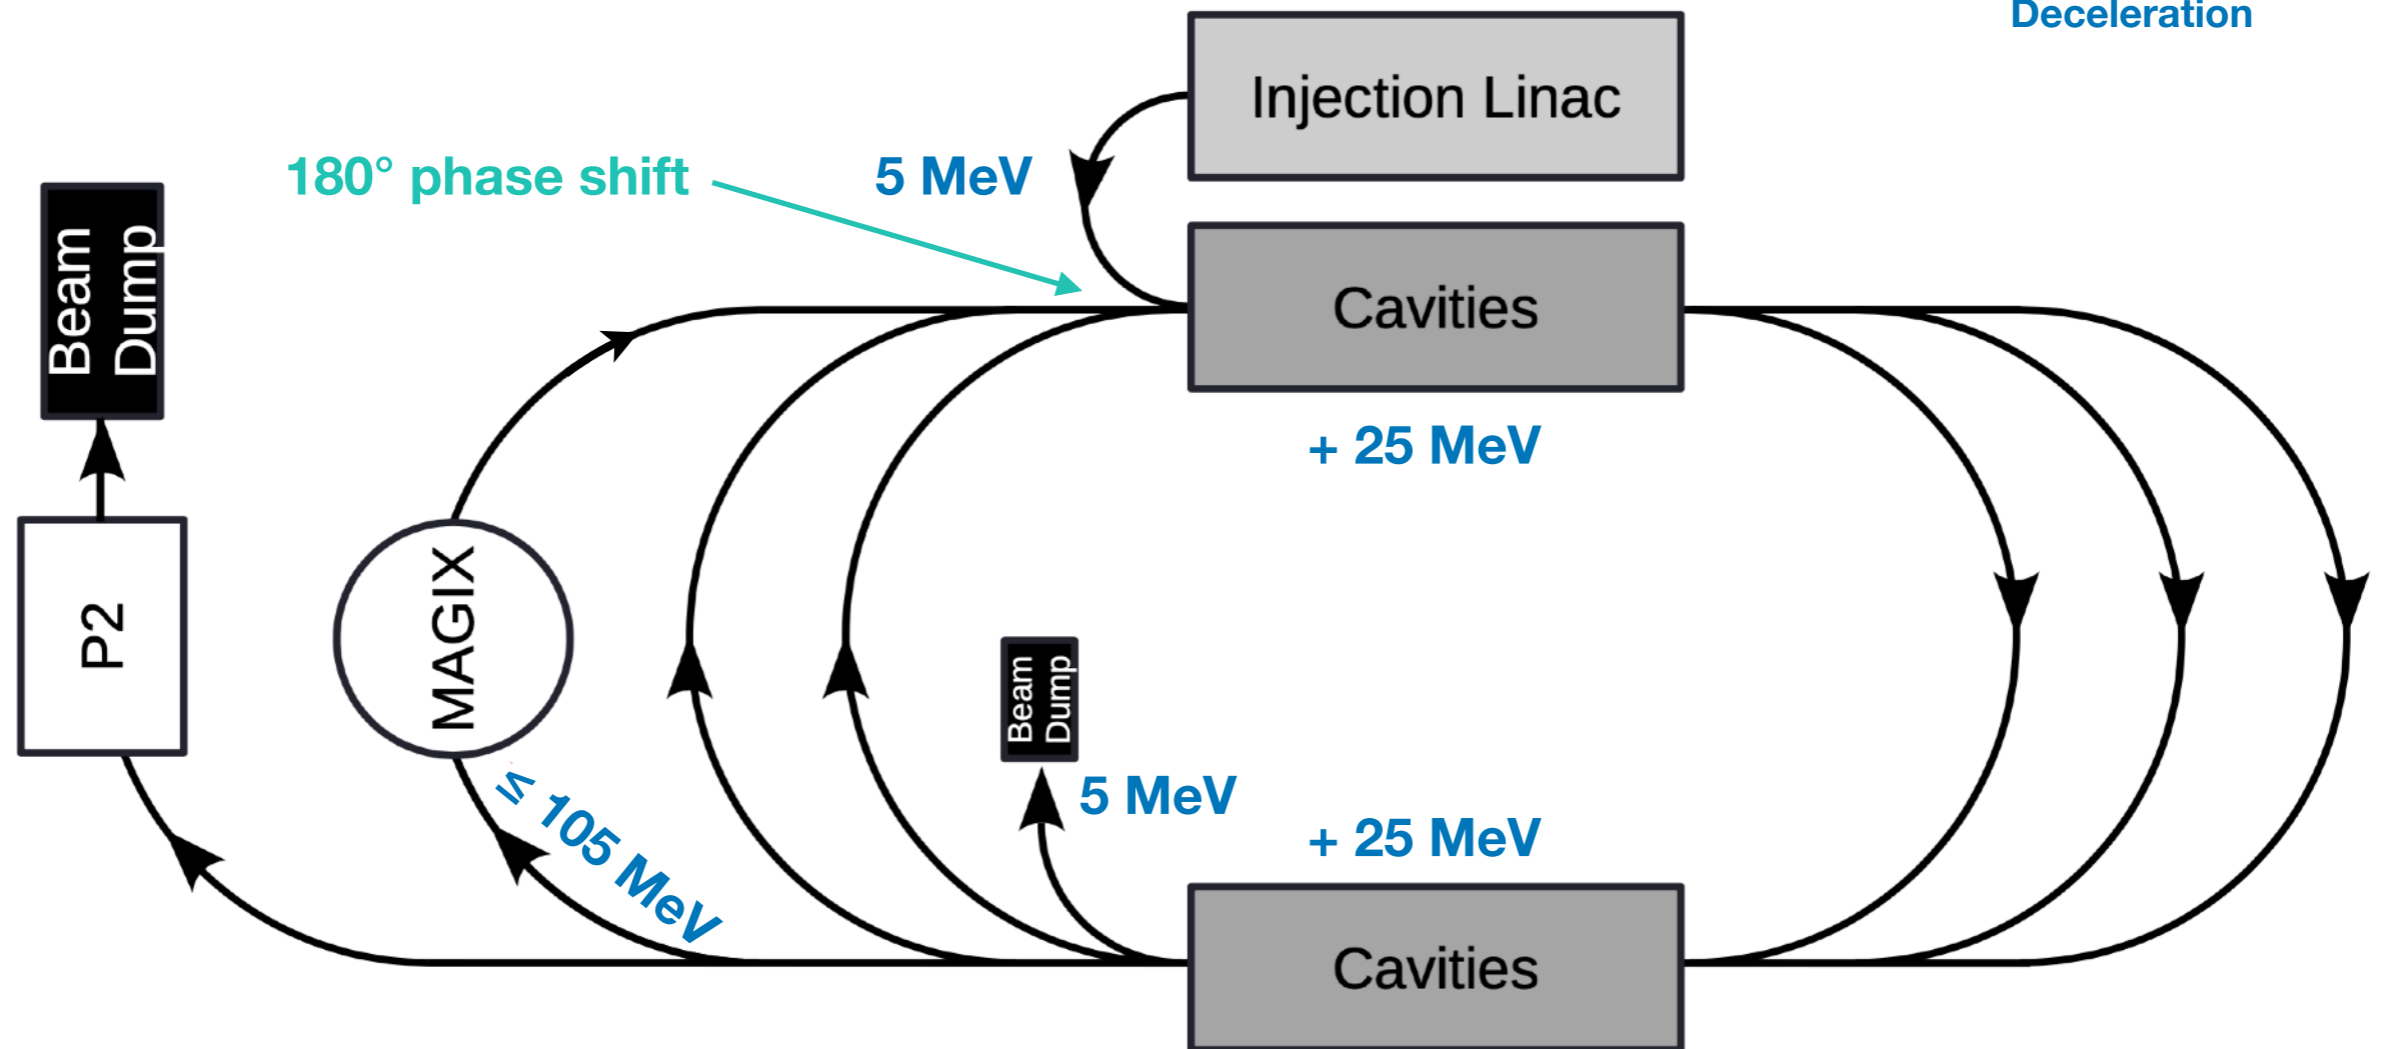 Deceleration
Injection Linac
180° phase shift
5 MeV
Beam
Dump
Cavities
+ 25 MeV
P2
MAGIX
≤ 105 MeV
Beam
Dump
5 MeV
+ 25 MeV
Cavities